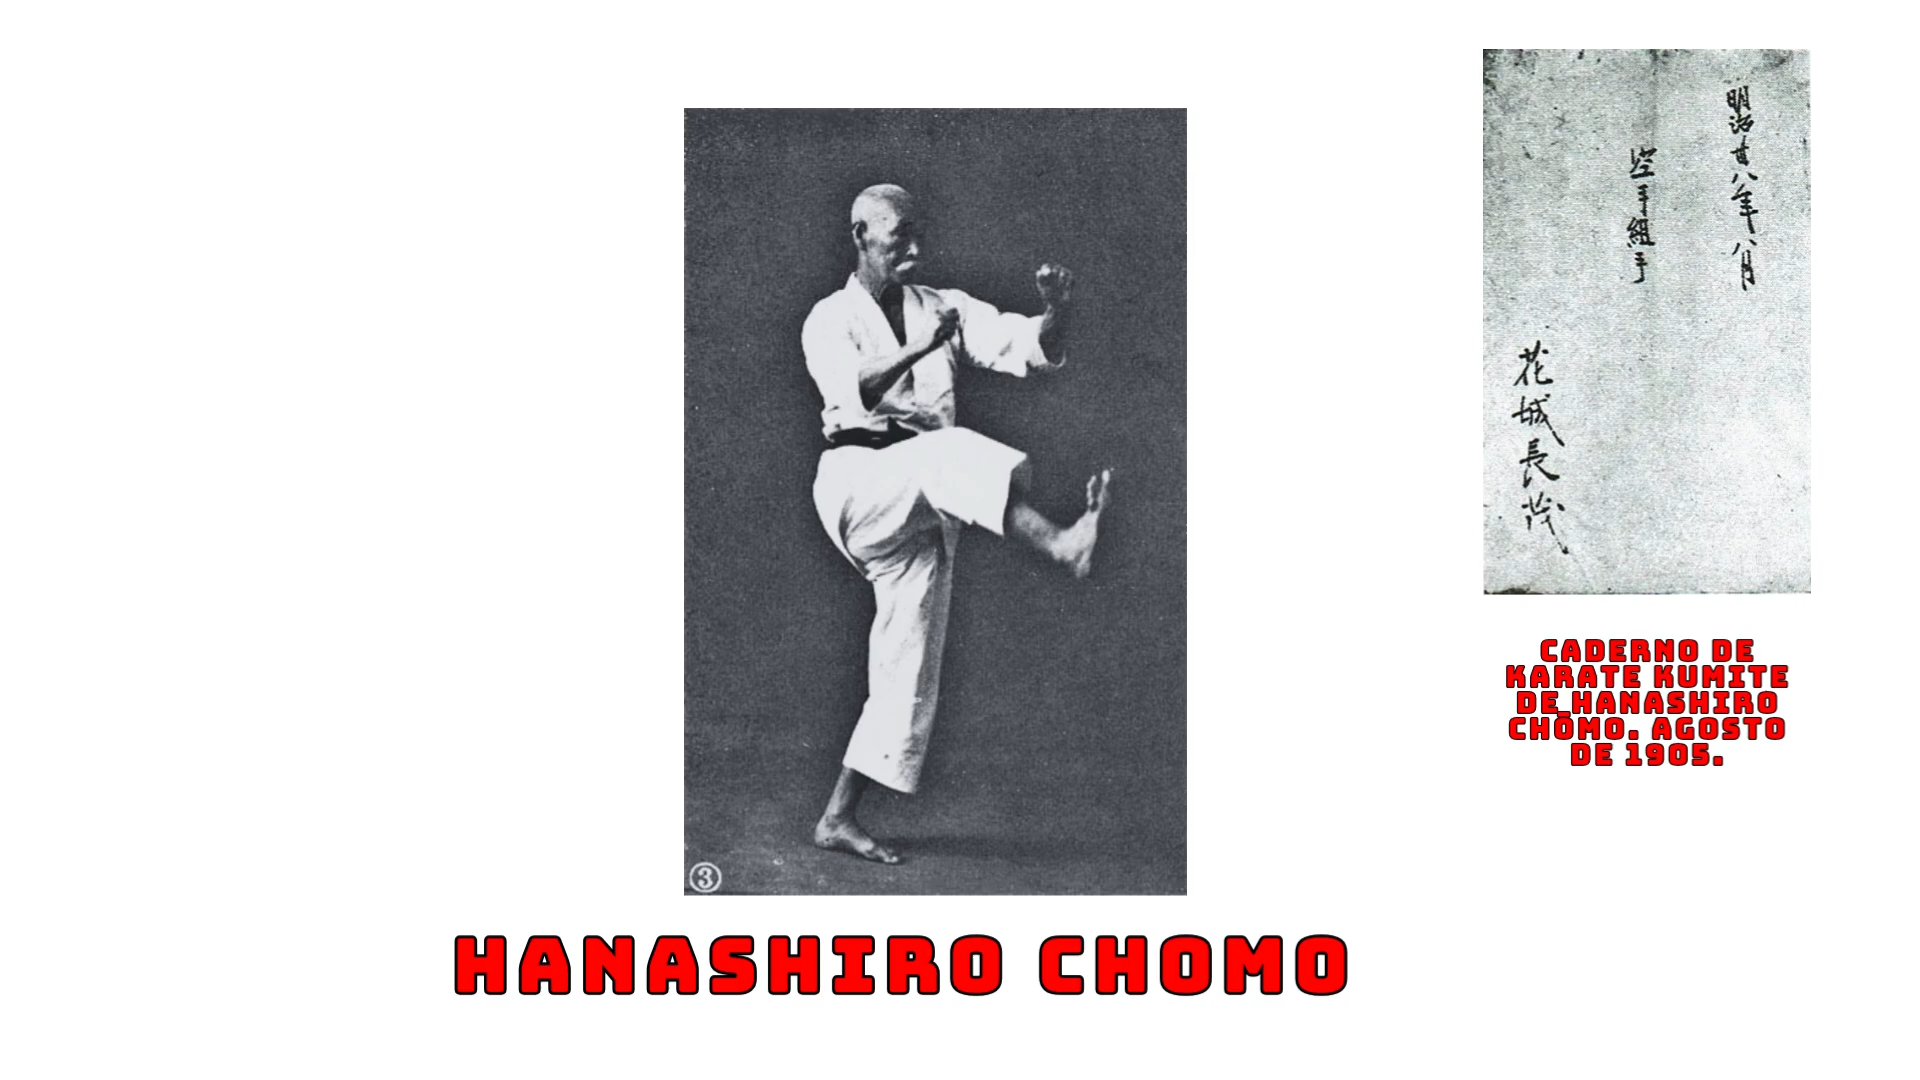 明治卅八年八月
空手組手
花城長茂
③
CADERNO DE
KARATE KUMITE
DE HANASHIRO
CHŌMO. AGOSTO
DE 1905.
HANASHIRO CHOMO